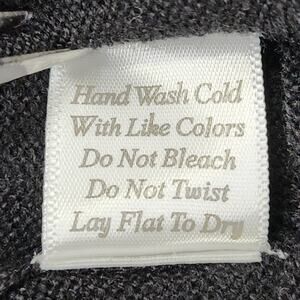 Hand Wash Cold
With Like Colors
Do Not Bleach
Do Not Twist
Lay Flat To Dry